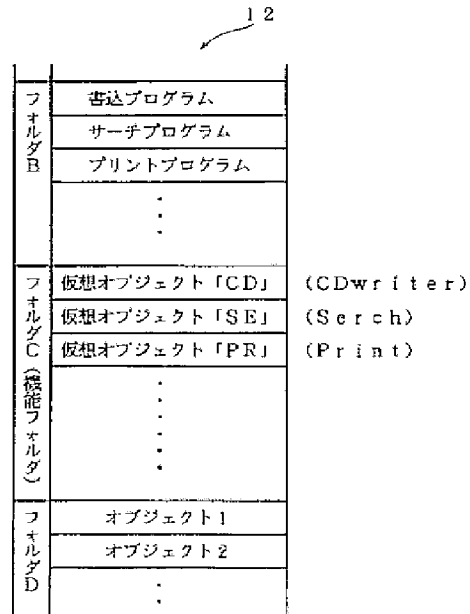 12
フォルダB
書込プログラム
サーチプログラム
プリントプログラム
フォルダC(機能フォルダ)
仮想オブジェクト「CD」 (CDwriter)
仮想オブジェクト「SE」 (Serch)
仮想オブジェクト「PR」 (Print)
フォルダD
オブジェクト1
オブジェクト2